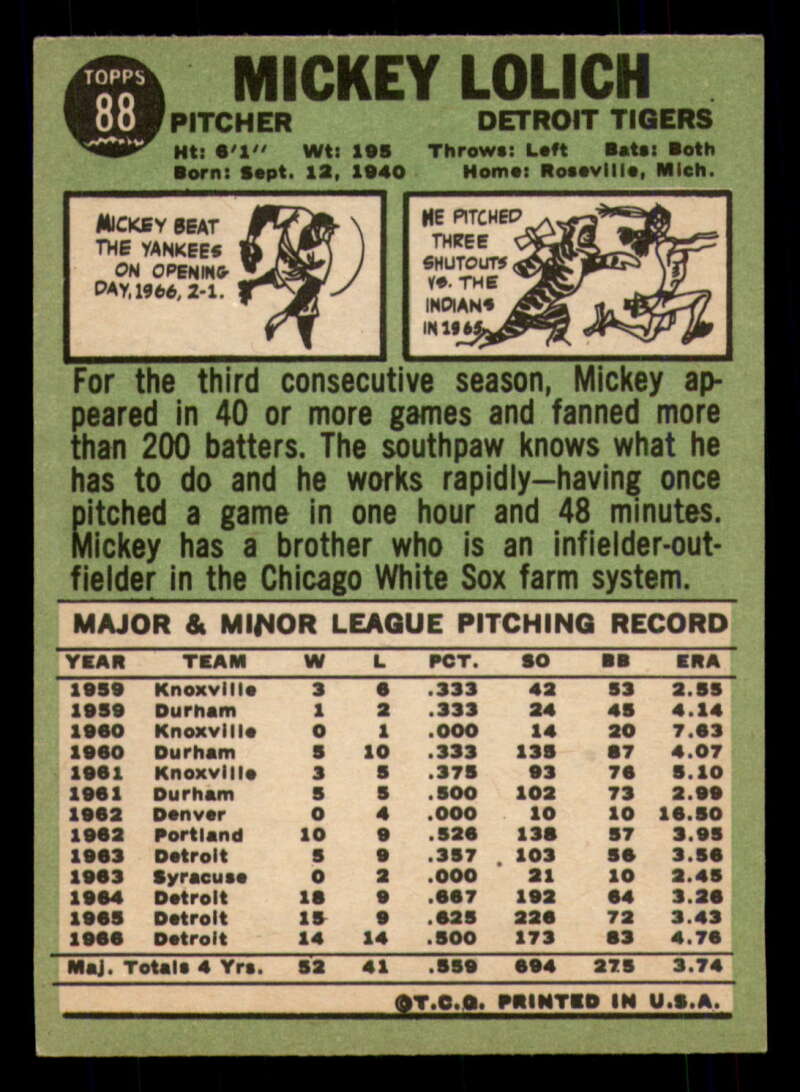 TOPPS
88
MICKEY LOLICH
PITCHER DETROIT TIGERS
Ht: 6'1" Wt: 195 Throws: Left Bats: Both
Born: Sept. 12, 1940 Home: Roseville, Mich.
MICKEY BEAT
THE YANKEES
ON OPENING
DAY, 1966, 2-1.
HE PITCHED
THREE
SHUTOUTS
VS. THE
INDIANS
IN 1965
For the third consecutive season, Mickey ap-
peared in 40 or more games and fanned more
than 200 batters. The southpaw knows what he
has to do and he works rapidly—having once
pitched a game in one hour and 48 minutes.
Mickey has a brother who is an infielder-out-
fielder in the Chicago White Sox farm system.
MAJOR & MINOR LEAGUE PITCHING RECORD
YEAR TEAM W L PCT. SO BB ERA
1959 Knoxville 3 6 .333 42 53 2.55
1959 Durham 1 2 .333 24 45 4.14
1960 Knoxville 0 1 .000 14 20 7.63
1960 Durham 5 10 .333 135 87 4.07
1961 Knoxville 3 5 .375 93 76 5.10
1961 Durham 5 5 .500 102 73 2.99
1962 Denver 0 4 .000 10 10 16.50
1962 Portland 10 9 .526 138 57 3.95
1963 Detroit 5 9 .357 103 56 3.56
1963 Syracuse 0 2 .000 21 10 2.45
1964 Detroit 18 9 .667 192 64 3.26
1965 Detroit 15 9 .625 226 72 3.43
1966 Detroit 14 14 .500 173 83 4.76
Maj. Totals 4 Yrs. 52 41 .559 694 275 3.74
©T.C.G. PRINTED IN U.S.A.